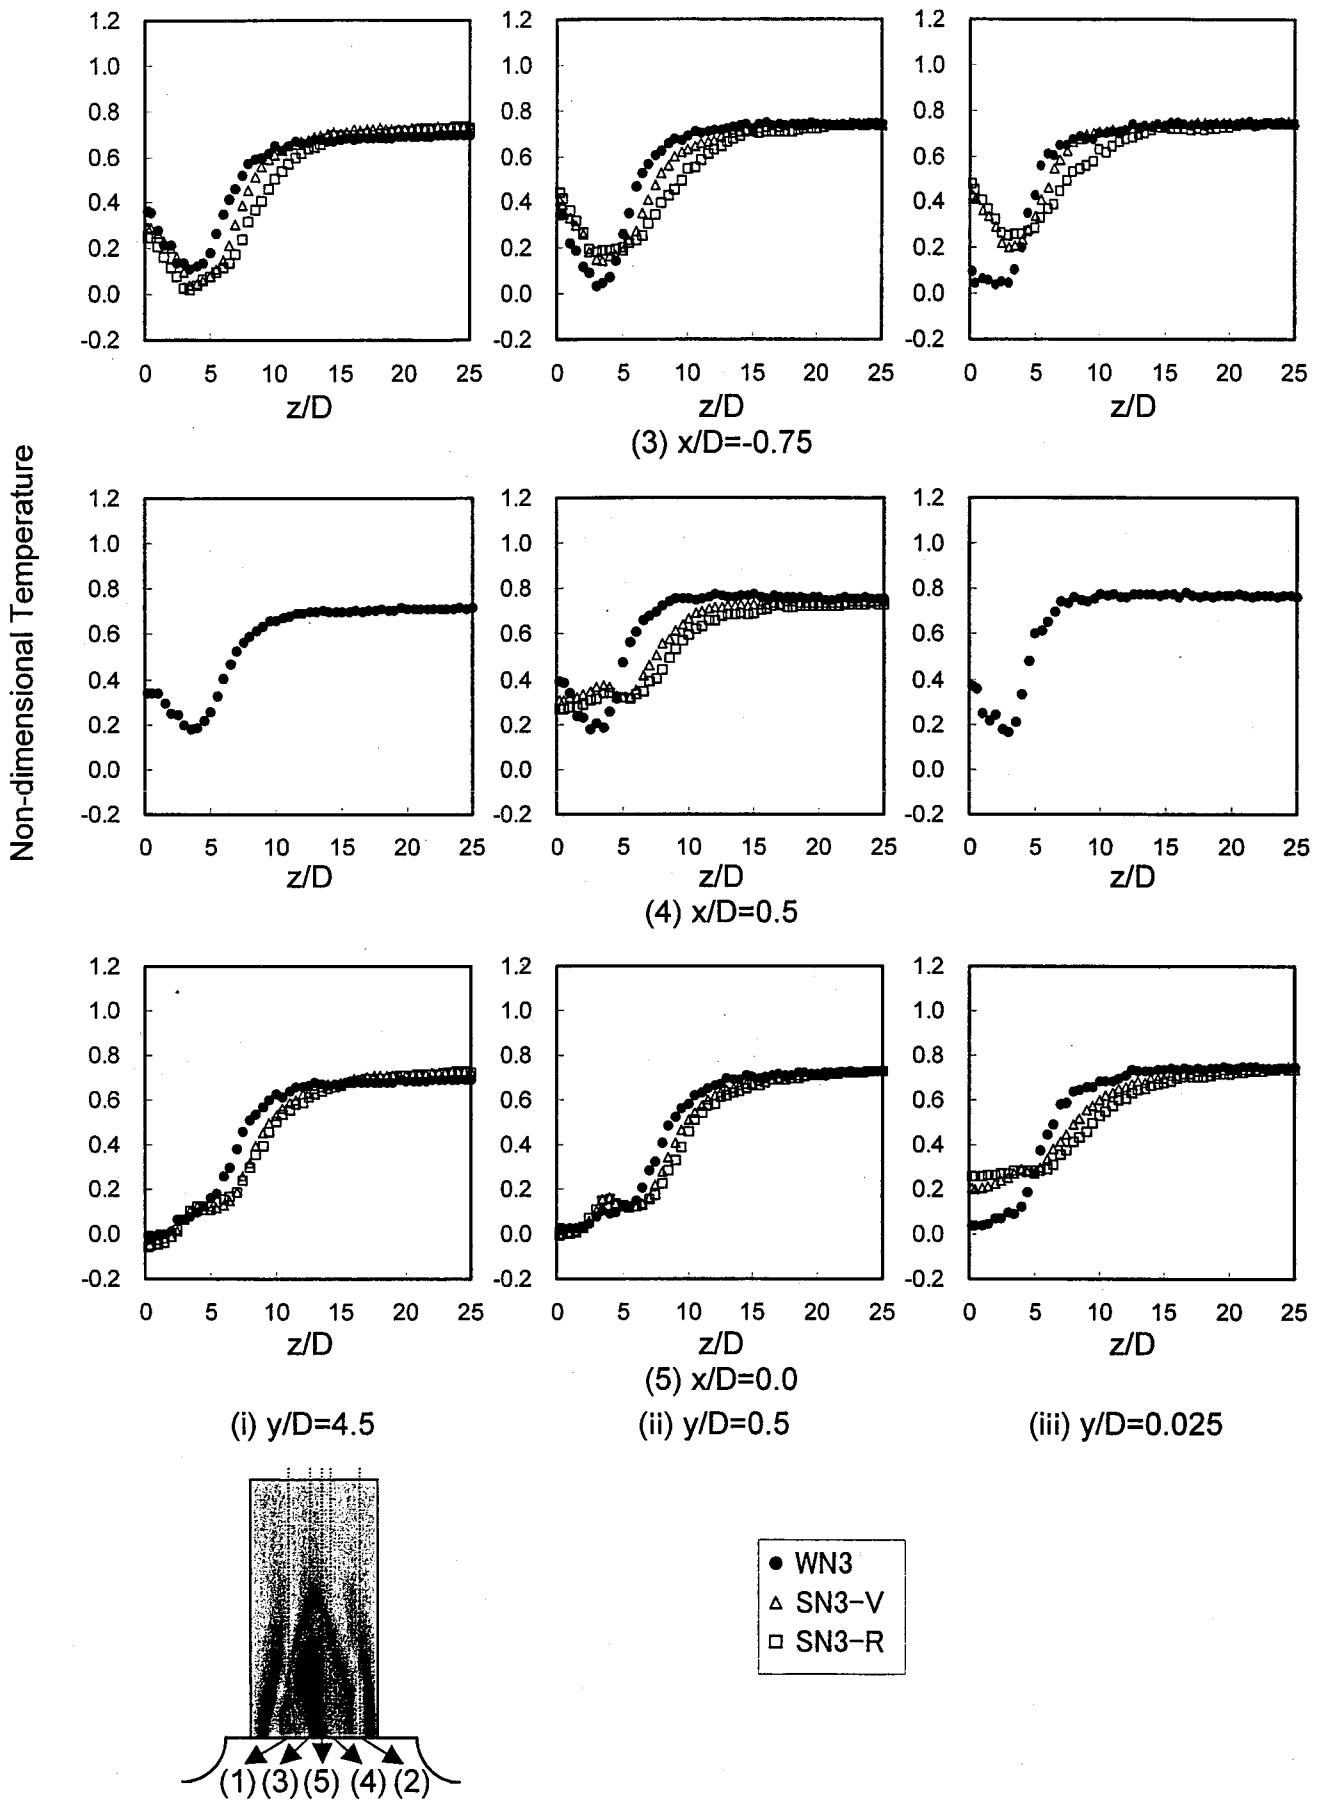 Non-dimensional Temperature
1.2 1.2 1.2
1.0 1.0 1.0
0.8 0.8 0.8
0.6 0.6 0.6
0.4 0.4 0.4
0.2 0.2 0.2
0.0 0.0 0.0
-0.2 -0.2 -0.2
0 5 10 15 20 25 0 5 10 15 20 25 0 5 10 15 20 25
z/D z/D z/D
(3) x/D=-0.75
1.2 1.2 1.2
1.0 1.0 1.0
0.8 0.8 0.8
0.6 0.6 0.6
0.4 0.4 0.4
0.2 0.2 0.2
0.0 0.0 0.0
-0.2 -0.2 -0.2
0 5 10 15 20 25 0 5 10 15 20 25 0 5 10 15 20 25
z/D z/D z/D
(4) x/D=0.5
1.2 1.2 1.2
1.0 1.0 1.0
0.8 0.8 0.8
0.6 0.6 0.6
0.4 0.4 0.4
0.2 0.2 0.2
0.0 0.0 0.0
-0.2 -0.2 -0.2
0 5 10 15 20 25 0 5 10 15 20 25 0 5 10 15 20 25
z/D z/D z/D
(5) x/D=0.0
(i) y/D=4.5 (ii) y/D=0.5 (iii) y/D=0.025
WN3
SN3-V
SN3-R
(1) (3) (5) (4) (2)